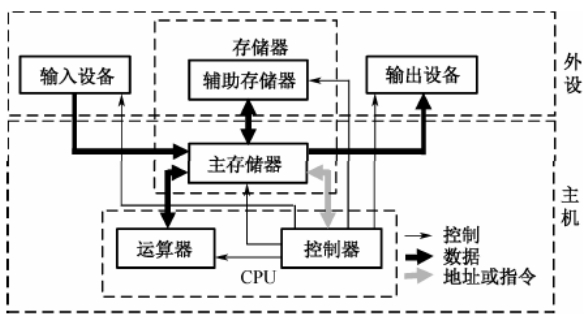 存储器
输入设备
辅助存储器
输出设备
外设
主存储器
主机
运算器
控制器
CPU
控制
数据
地址或指令